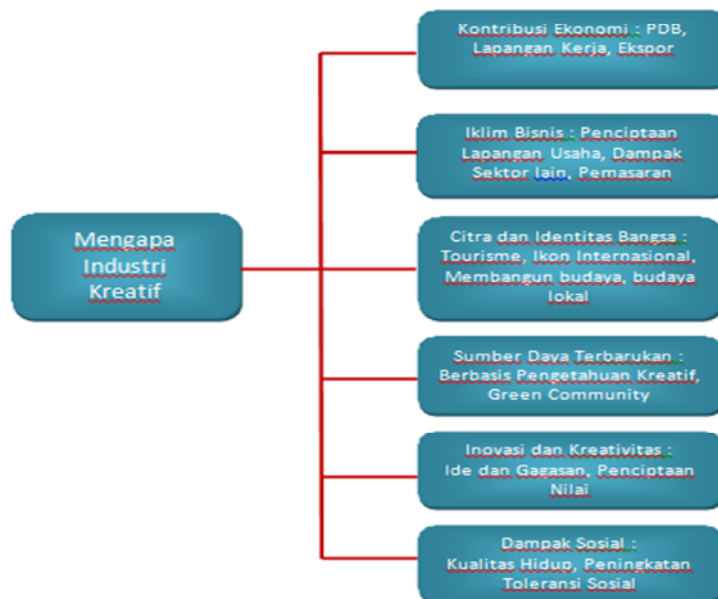 Mengapa
Industri
Kreatif
Kontribusi Ekonomi : PDB,
Lapangan Kerja, Ekspor
Iklim Bisnis : Penciptaan
Lapangan Usaha, Dampak
Sektor lain, Pemasaran
Citra dan Identitas Bangsa :
Tourisme, Ikon Internasional,
Membangun budaya, budaya
lokal
Sumber Daya Terbarukan :
Berbasis Pengetahuan Kreatif,
Green Community
Inovasi dan Kreativitas :
Ide dan Gagasan, Penciptaan
Nilai
Dampak Sosial :
Kualitas Hidup, Peningkatan
Toleransi Sosial